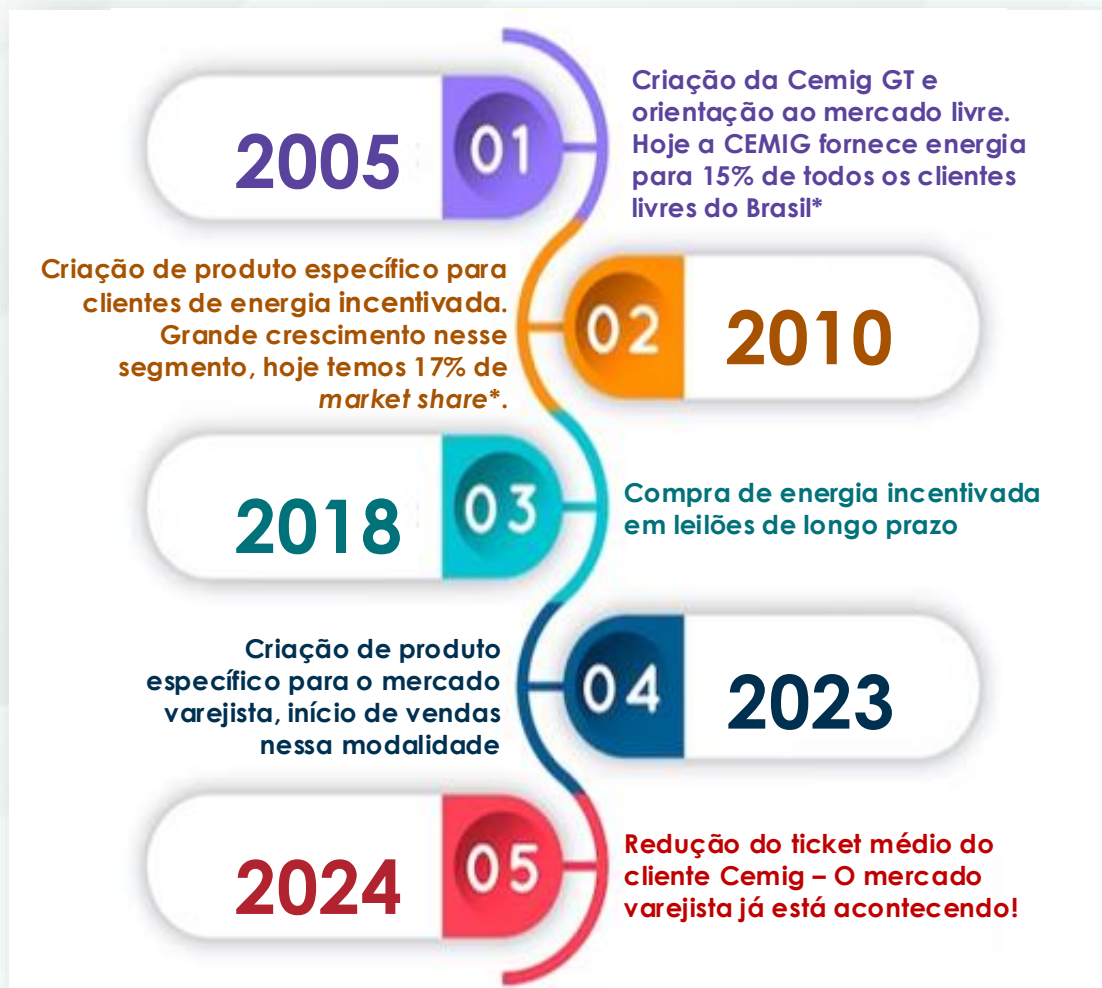 2005
01
Criação da Cemig GT e
orientação ao mercado livre.
Hoje a CEMIG fornece energia
para 15% de todos os clientes
livres do Brasil*
Criação de produto específico para
clientes de energia incentivada.
Grande crescimento nesse
segmento, hoje temos 17% de
market share*.
02
2010
2018
03
Compra de energia incentivada
em leilões de longo prazo
Criação de produto
específico para o mercado
varejista, início de vendas
nessa modalidade
04
2023
2024
05
Redução do ticket médio do
cliente Cemig – O mercado
varejista já está acontecendo!